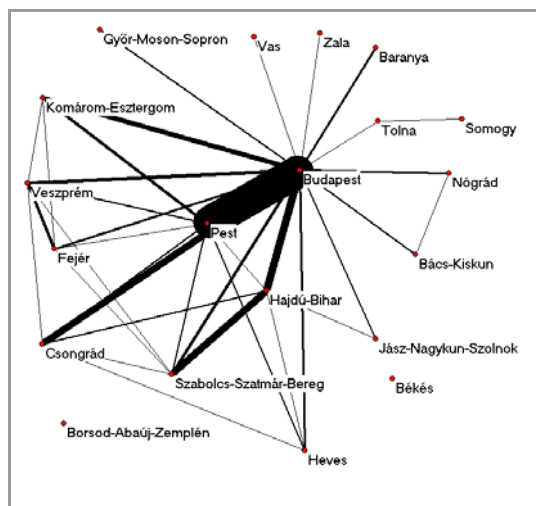 Győr-Moson-Sopron
Vas
Zala
Baranya
Komárom-Esztergom
Tolna
Somogy
Budapest
Nógrád
Veszprém
Pest
Fejér
Bács-Kiskun
Hajdú-Bihar
Csongrád
Jász-Nagykun-Szolnok
Szabolcs-Szatmár-Bereg
Békés
Borsod-Abaúj-Zemplén
Heves